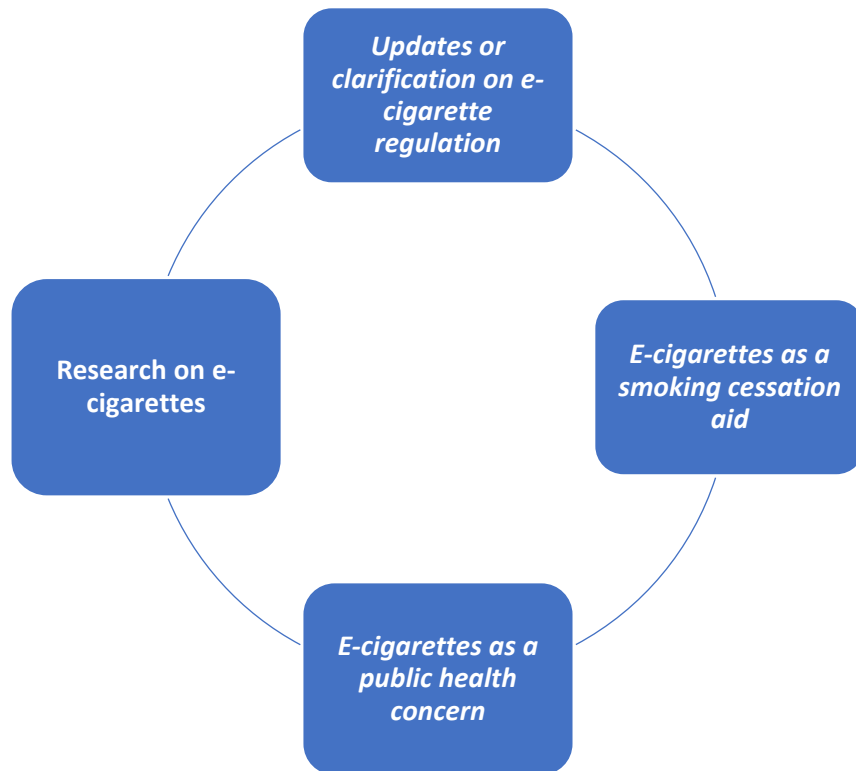 Updates or
clarification on e-
cigarette
regulation
E-cigarettes as a
smoking cessation
aid
E-cigarettes as a
public health
concern
Research on e-
cigarettes